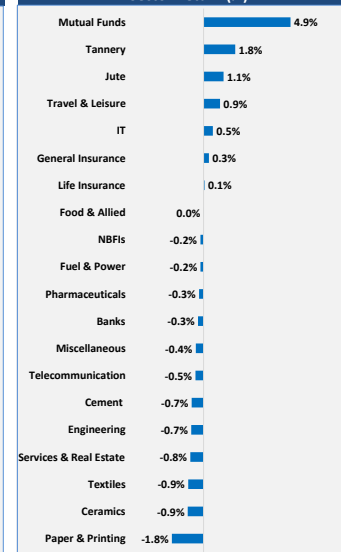 Mutual Funds 4.9%
Tannery 1.8%
Jute 1.1%
Travel & Leisure 0.9%
IT 0.5%
General Insurance 0.3%
Life Insurance 0.1%
Food & Allied 0.0%
NBFIs -0.2%
Fuel & Power -0.2%
Pharmaceuticals -0.3%
Banks -0.3%
Miscellaneous -0.4%
Telecommunication -0.5%
Cement -0.7%
Engineering -0.7%
Services & Real Estate -0.8%
Textiles -0.9%
Ceramics -0.9%
Paper & Printing -1.8%